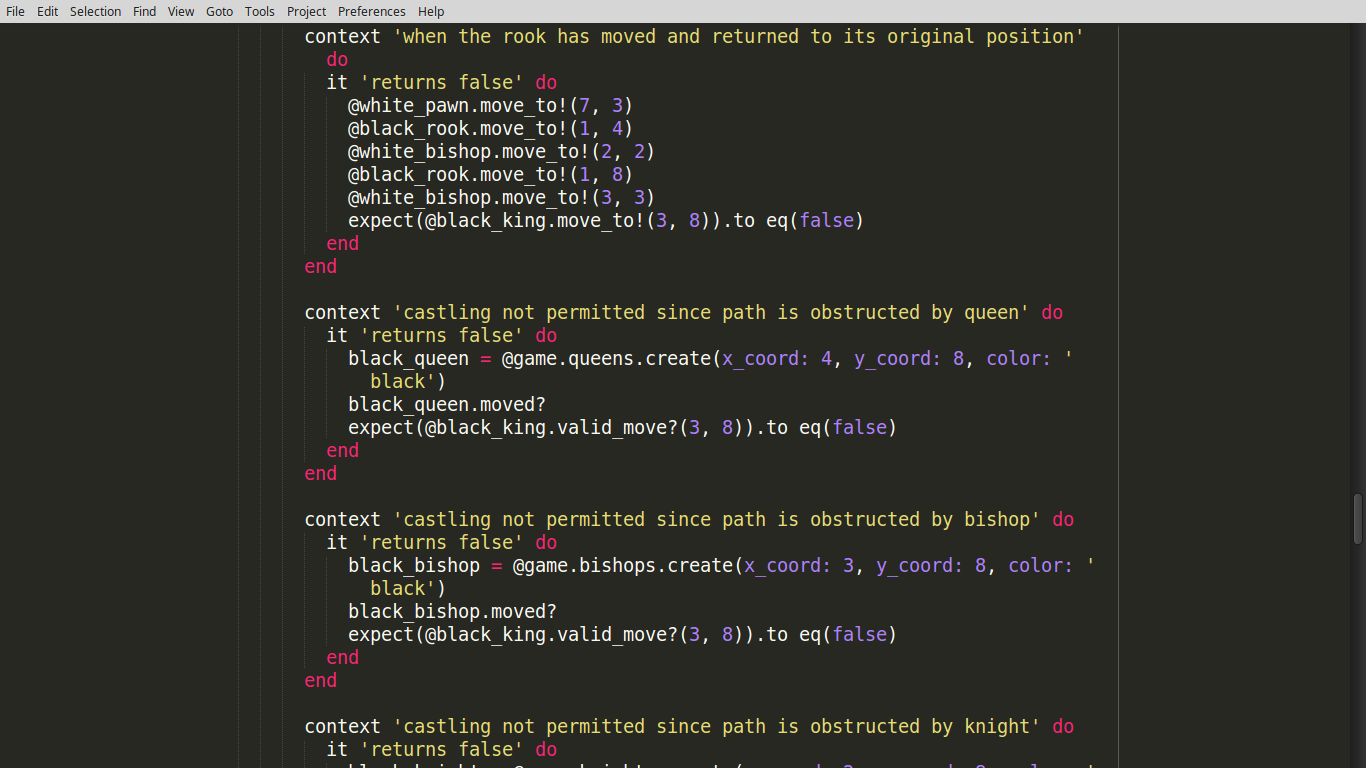 File Edit Selection Find View Goto Tools Project Preferences Help
context 'when the rook has moved and returned to its original position'
do
it 'returns false' do
@white_pawn.move_to!(7, 3)
@black_rook.move_to!(1, 4)
@white_bishop.move_to!(2, 2)
@black_rook.move_to!(1, 8)
@white_bishop.move_to!(3, 3)
expect(@black_king.move_to!(3, 8)).to eq(false)
end
end
context 'castling not permitted since path is obstructed by queen' do
it 'returns false' do
black_queen = @game.queens.create(x_coord: 4, y_coord: 8, color: '
black')
black_queen.moved?
expect(@black_king.valid_move?(3, 8)).to eq(false)
end
end
context 'castling not permitted since path is obstructed by bishop' do
it 'returns false' do
black_bishop = @game.bishops.create(x_coord: 3, y_coord: 8, color: '
black')
black_bishop.moved?
expect(@black_king.valid_move?(3, 8)).to eq(false)
end
end
context 'castling not permitted since path is obstructed by knight' do
it 'returns false' do